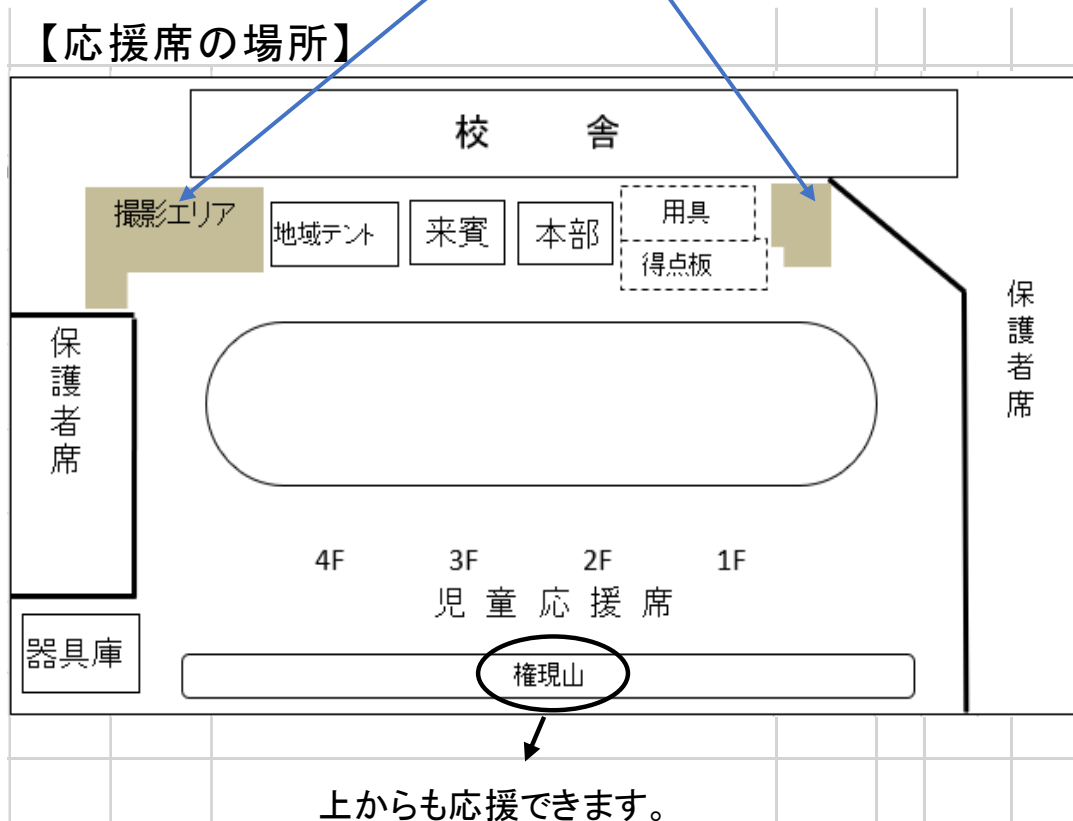 【応援席の場所】
校　　舎
撮影エリア
地域テント
来賓
本部
用具
得点板
保護者席
保護者席
4F 3F 2F 1F
児童応援席
器具庫
権現山
上からも応援できます。